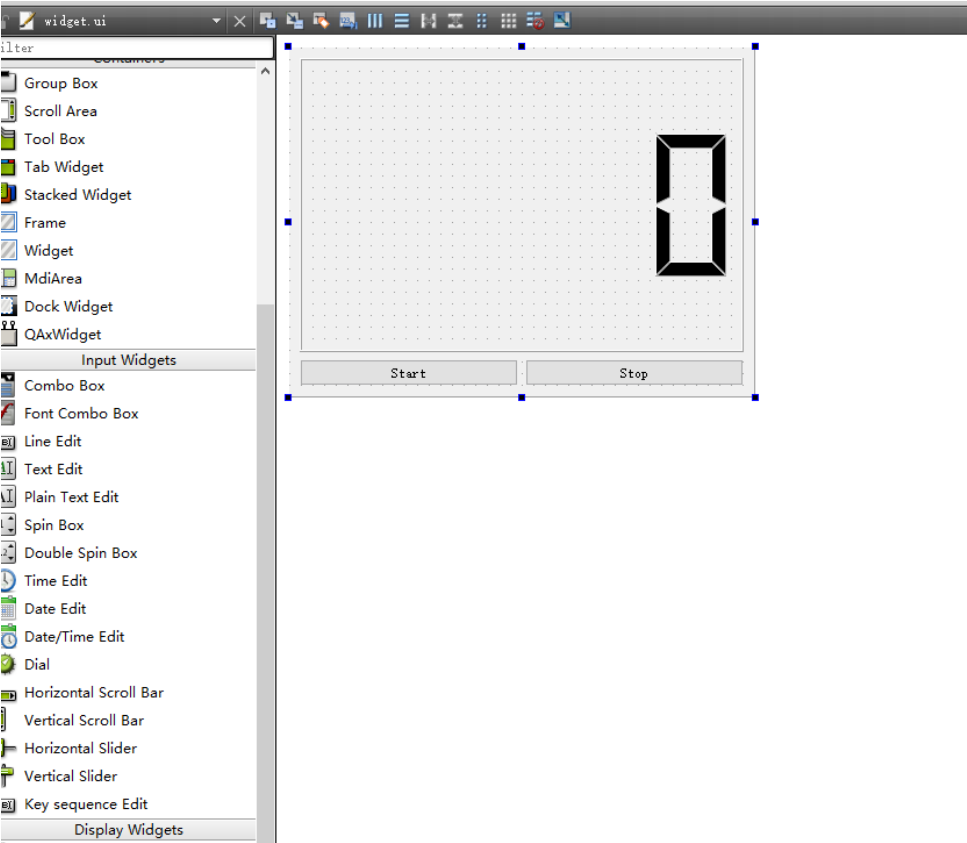 widget.ui
ilter
Containers
Group Box
Scroll Area
Tool Box
Tab Widget
Stacked Widget
Frame
Widget
MdiArea
Dock Widget
QAxWidget
Input Widgets
Combo Box
Font Combo Box
Line Edit
Text Edit
Plain Text Edit
Spin Box
Double Spin Box
Time Edit
Date Edit
Date/Time Edit
Dial
Horizontal Scroll Bar
Vertical Scroll Bar
Horizontal Slider
Vertical Slider
Key sequence Edit
Display Widgets
0
Start Stop